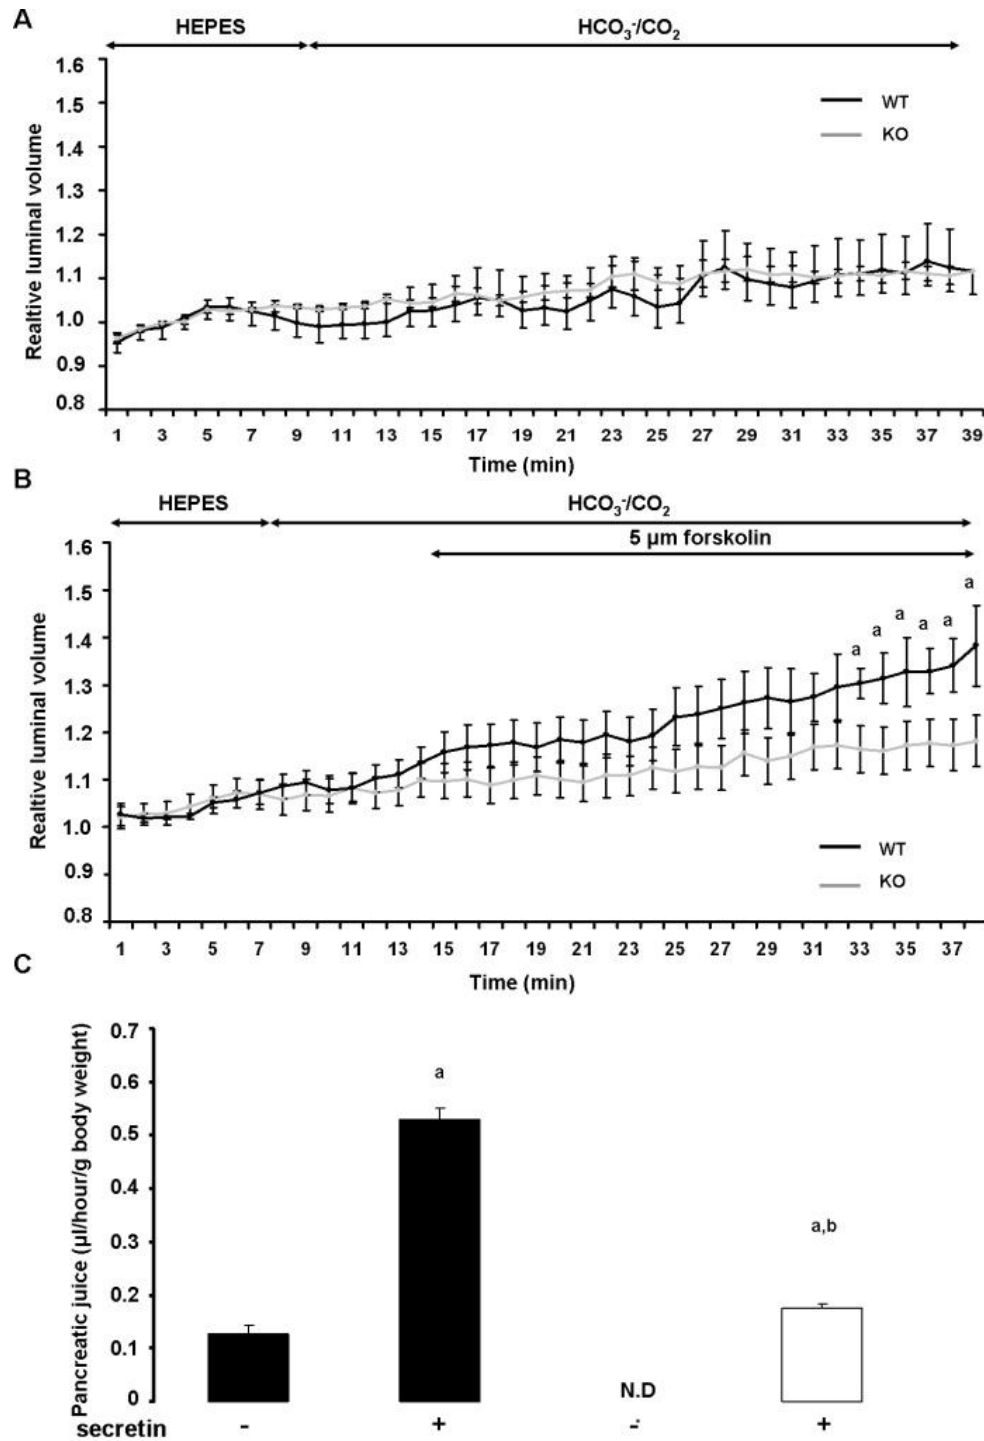 A
HEPES
HCO3-/CO2
1.6
1.5
1.4
1.3
1.2
1.1
1.0
0.9
0.8
Realtive luminal volume
WT
KO
1 3 5 7 9 11 13 15 17 19 21 23 25 27 29 31 33 35 37 39
Time (min)
B
HEPES
HCO3-/CO2
5 µm forskolin
1.6
1.5
1.4
1.3
1.2
1.1
1.0
0.9
0.8
Realtive luminal volume
a a a a a a
WT
KO
1 3 5 7 9 11 13 15 17 19 21 23 25 27 29 31 33 35 37
Time (min)
C
Pancreatic juice (µl/hour/g body weight)
0.7
0.6
0.5
0.4
0.3
0.2
0.1
0
a
a,b
N.D
secretin - + - +